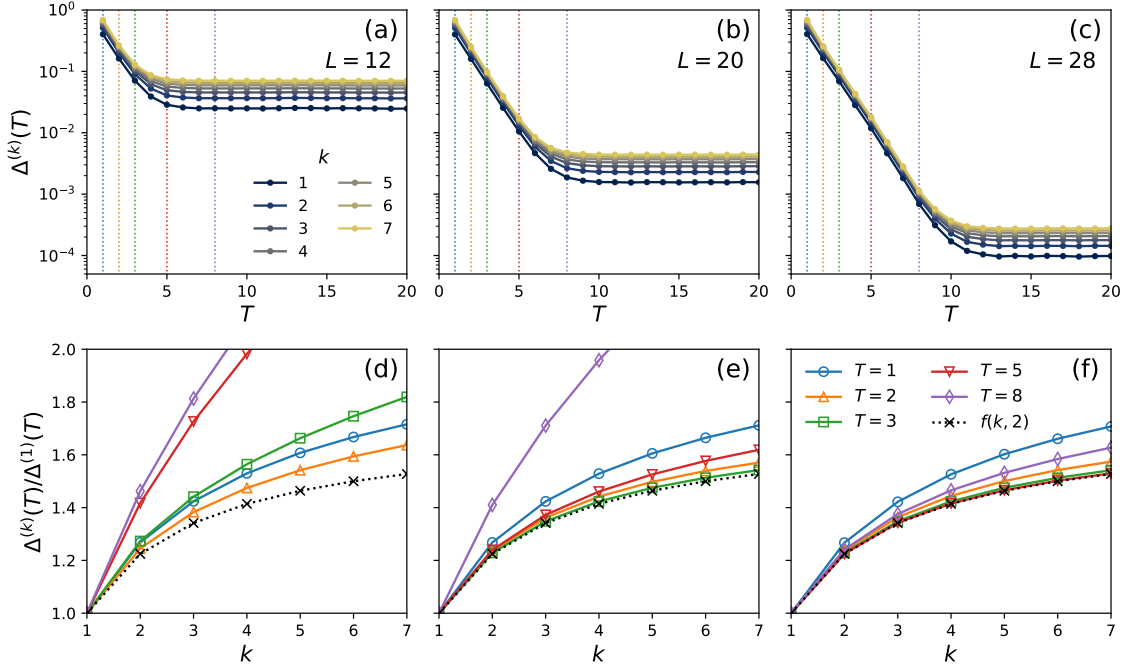 (a)
L = 12
10⁰
10⁻¹
10⁻²
10⁻³
10⁻⁴
Δ⁽ᵏ⁾(T)
k
1
2
3
4
5
6
7
0 5 10 15 20
T
(b)
L = 20
0 5 10 15 20
T
(c)
L = 28
0 5 10 15 20
T
(d)
2.0
1.8
1.6
1.4
1.2
1.0
Δ⁽ᵏ⁾(T)/Δ⁽¹⁾(T)
1 2 3 4 5 6 7
k
(e)
1 2 3 4 5 6 7
k
(f)
T = 1
T = 2
T = 3
T = 5
T = 8
f(k, 2)
1 2 3 4 5 6 7
k